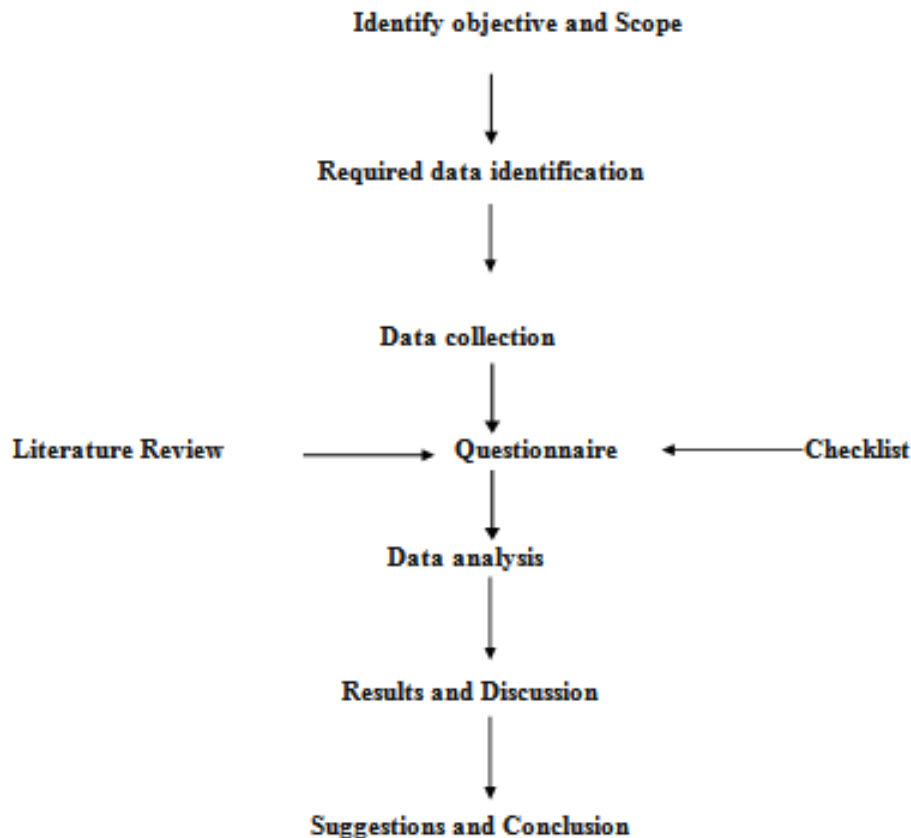 Identify objective and Scope
Required data identification
Data collection
Literature Review
Questionnaire
Checklist
Data analysis
Results and Discussion
Suggestions and Conclusion